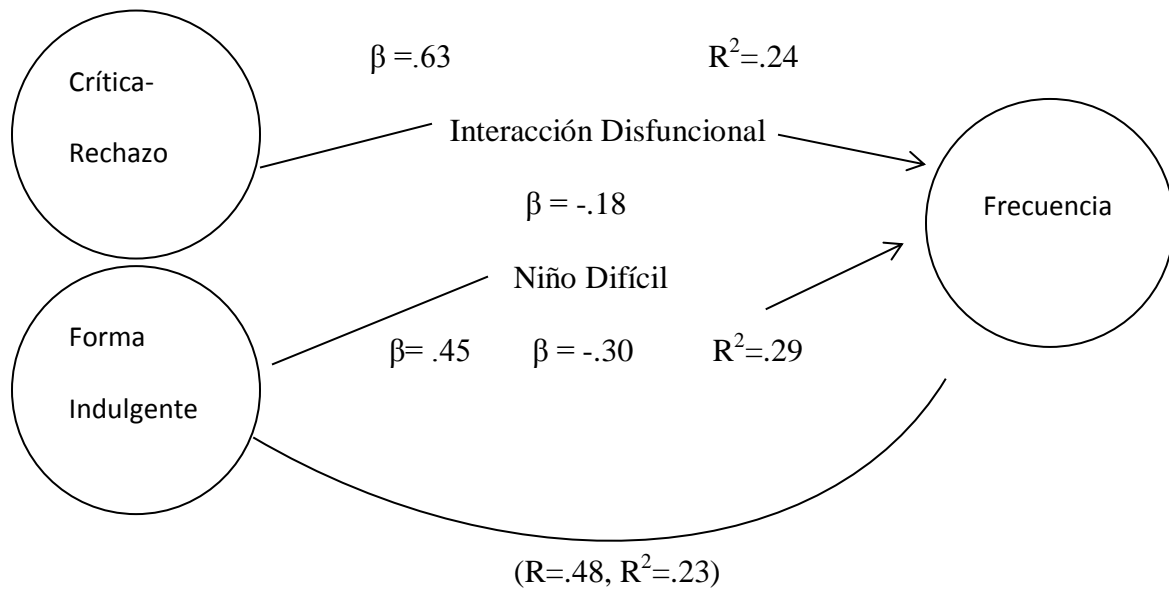 β =.63 R²=.24
Crítica-
Rechazo
Interacción Disfuncional
β = -.18
Frecuencia
Niño Difícil
Forma
Indulgente
β= .45 β = -.30 R²=.29
(R=.48, R²=.23)